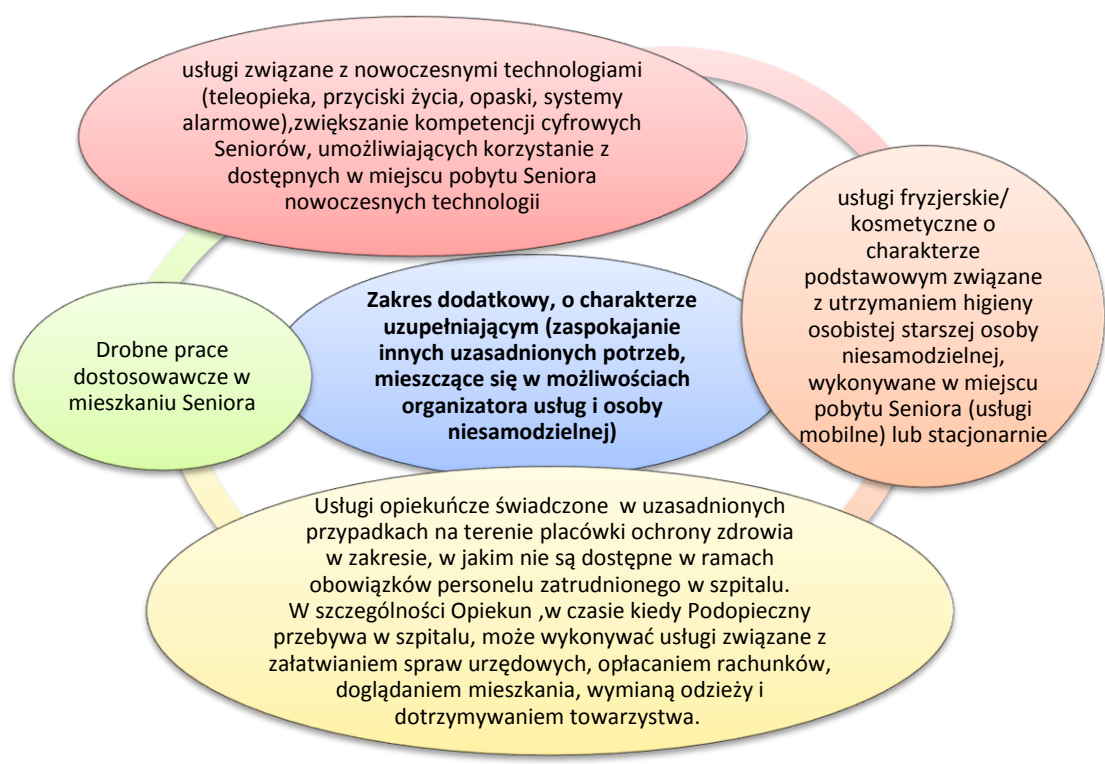 usługi związane z nowoczesnymi technologiami
(teleopieka, przyciski życia, opaski, systemy
alarmowe),zwiększanie kompetencji cyfrowych
Seniorów, umożliwiających korzystanie z
dostępnych w miejscu pobytu Seniora
nowoczesnych technologii
usługi fryzjerskie/
kosmetyczne o
charakterze
podstawowym związane
z utrzymaniem higieny
osobistej starszej osoby
niesamodzielnej,
wykonywane w miejscu
pobytu Seniora (usługi
mobilne) lub stacjonarnie
Zakres dodatkowy, o charakterze
uzupełniającym (zaspokajanie
innych uzasadnionych potrzeb,
mieszczące się w możliwościach
organizatora usług i osoby
niesamodzielnej)
Drobne prace
dostosowawcze w
mieszkaniu Seniora
Usługi opiekuńcze świadczone w uzasadnionych
przypadkach na terenie placówki ochrony zdrowia
w zakresie, w jakim nie są dostępne w ramach
obowiązków personelu zatrudnionego w szpitalu.
W szczególności Opiekun ,w czasie kiedy Podopieczny
przebywa w szpitalu, może wykonywać usługi związane z
załatwianiem spraw urzędowych, opłacaniem rachunków,
doglądaniem mieszkania, wymianą odzieży i
dotrzymywaniem towarzystwa.